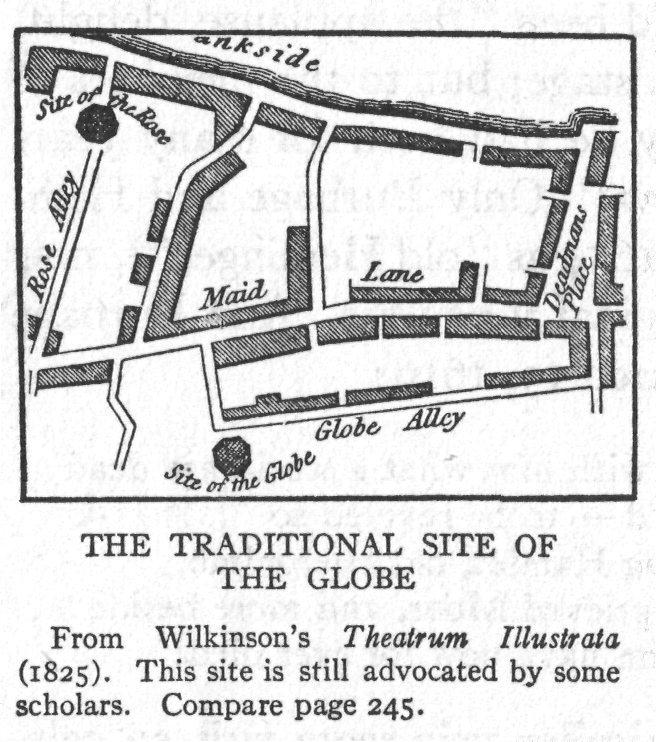 ankside
Site of the Rose
Rose Alley
Maid Lane
Deadmans
Place
Globe Alley
Site of the Globe
THE TRADITIONAL SITE OF
THE GLOBE
From Wilkinson's Theatrum Illustrata
(1825). This site is still advocated by some
scholars. Compare page 245.